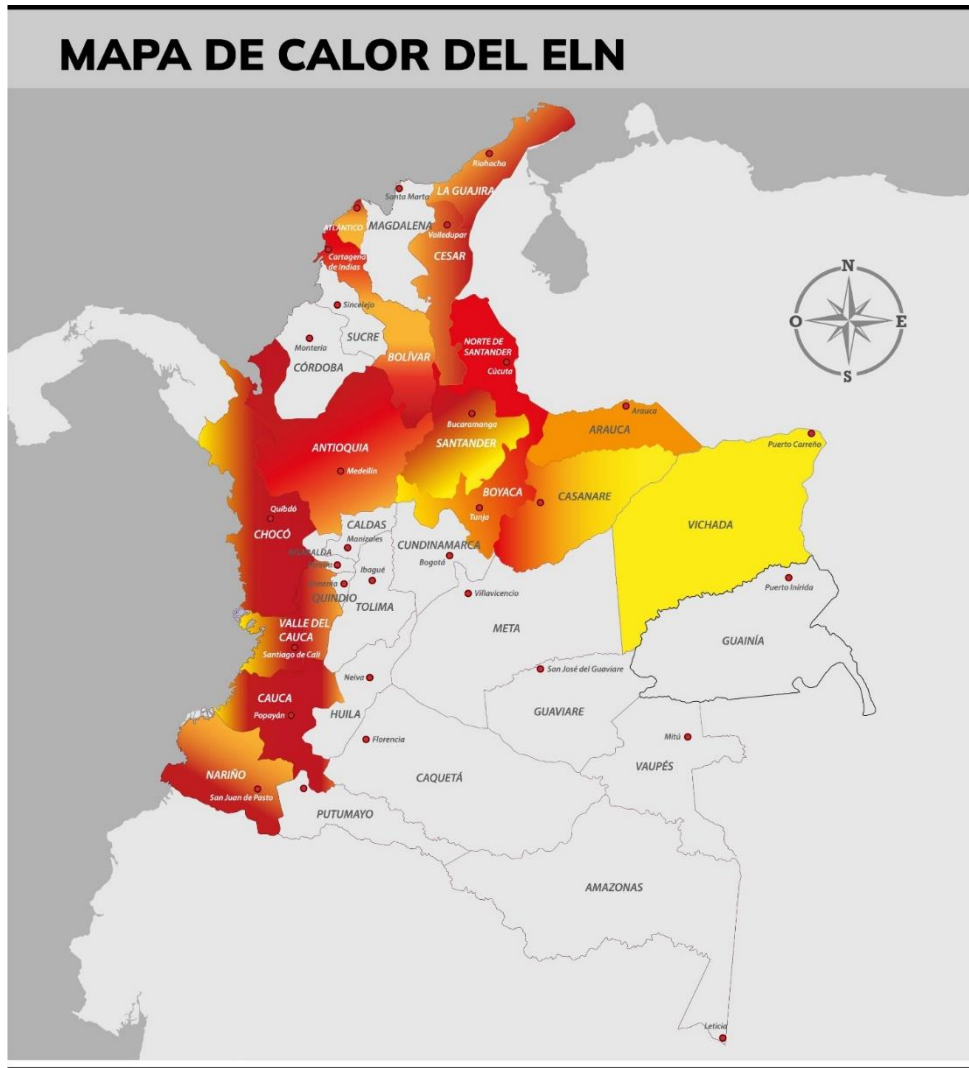 MAPA DE CALOR DEL ELN
N
O
E
S
Riohacha
Santa Marta
LA GUAJIRA
ATLÁNTICO
MAGDALENA
Valledupar
Cartagena
de Indias
CESAR
Sincelejo
SUCRE
Montería
CÓRDOBA
BOLÍVAR
NORTE DE
SANTANDER
Cúcuta
Bucaramanga
SANTANDER
Arauca
ARAUCA
Puerto Carreño
ANTIOQUIA
Medellín
BOYACA
CASANARE
Tunja
Quibdó
CHOCÓ
VICHADA
CALDAS
Manizales
CUNDINAMARCA
Bogotá
Ibagué
QUINDIO
TOLIMA
Villavicencio
Puerto Inírida
VALLE DEL
CAUCA
Santiago de Cali
META
GUAINÍA
San José del Guaviare
Neiva
CAUCA
Popayán
HUILA
GUAVIARE
Florencia
Mitú
VAUPÉS
NARIÑO
San Juan de Pasto
CAQUETÁ
PUTUMAYO
AMAZONAS
Leticia